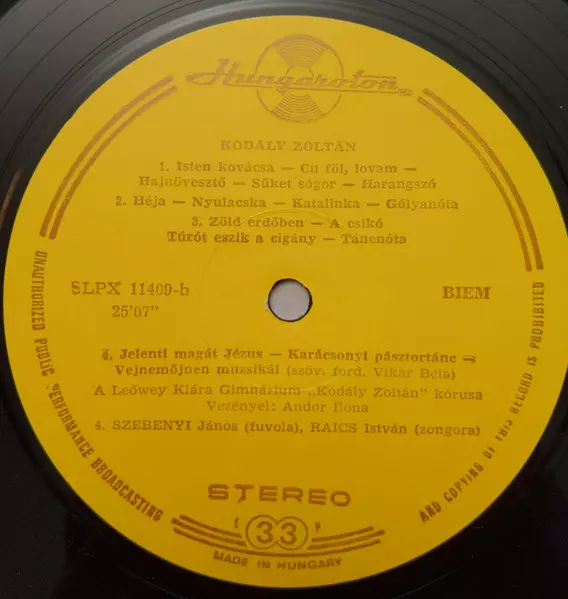 Hungaroton
KODÁLY ZOLTÁN
1. Isten kovácsa — Cu föl, lovam —
Hajnövesztő — Süket sógor — Harangszó
2. Héja — Nyulacska — Katalinka — Gólyanóta
3. Zöld erdőben — A csikó
Túrót eszik a cigány — Táncnóta
SLPX 11409-b
25'07"
BIEM
4. Jelenti magát Jézus — Karácsonyi pásztortánc —
Vejnemőjnen muzsikál (szöv. ford. Vikár Béla)
A Leőwey Klára Gimnázium „Kodály Zoltán" kórusa
Vezényel: Andor Ilona
4. SZEBENYI János (fuvola), RAICS István (zongora)
STEREO
33
MADE IN HUNGARY
UNAUTHORIZED PUBLIC PERFORMANCE BROADCASTING
AND COPYING OF THIS RECORD IS PROHIBITED